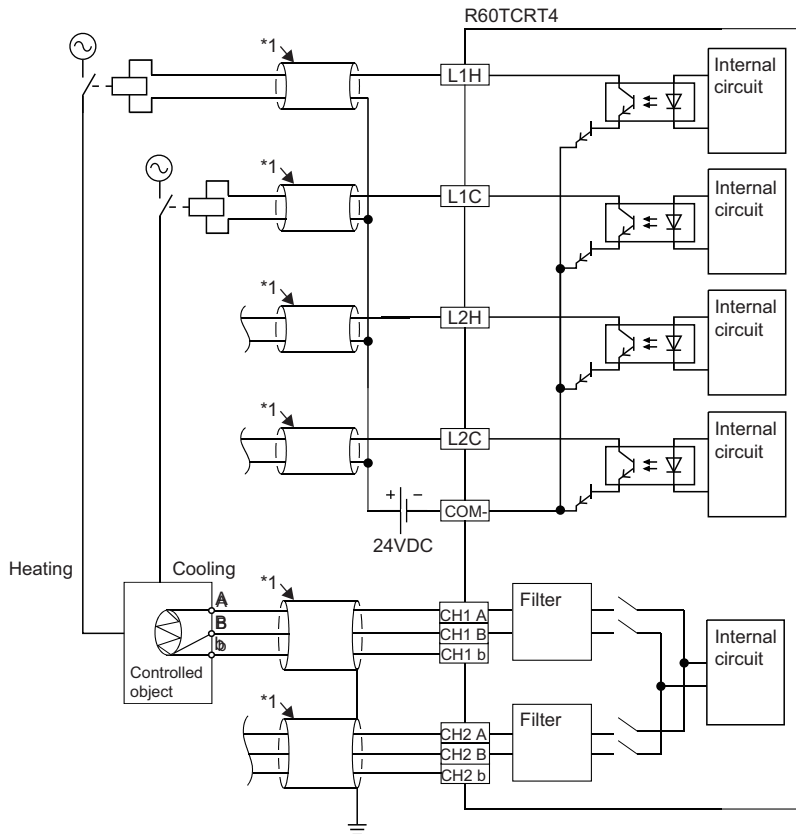 R60TCRT4
*1
L1H
Internal
circuit
*1
L1C
Internal
circuit
*1
L2H
Internal
circuit
*1
L2C
Internal
circuit
+
−
COM-
24VDC
Heating
Cooling
*1
A
B
b
Controlled
object
CH1 A
CH1 B
CH1 b
Filter
Internal
circuit
*1
CH2 A
CH2 B
CH2 b
Filter